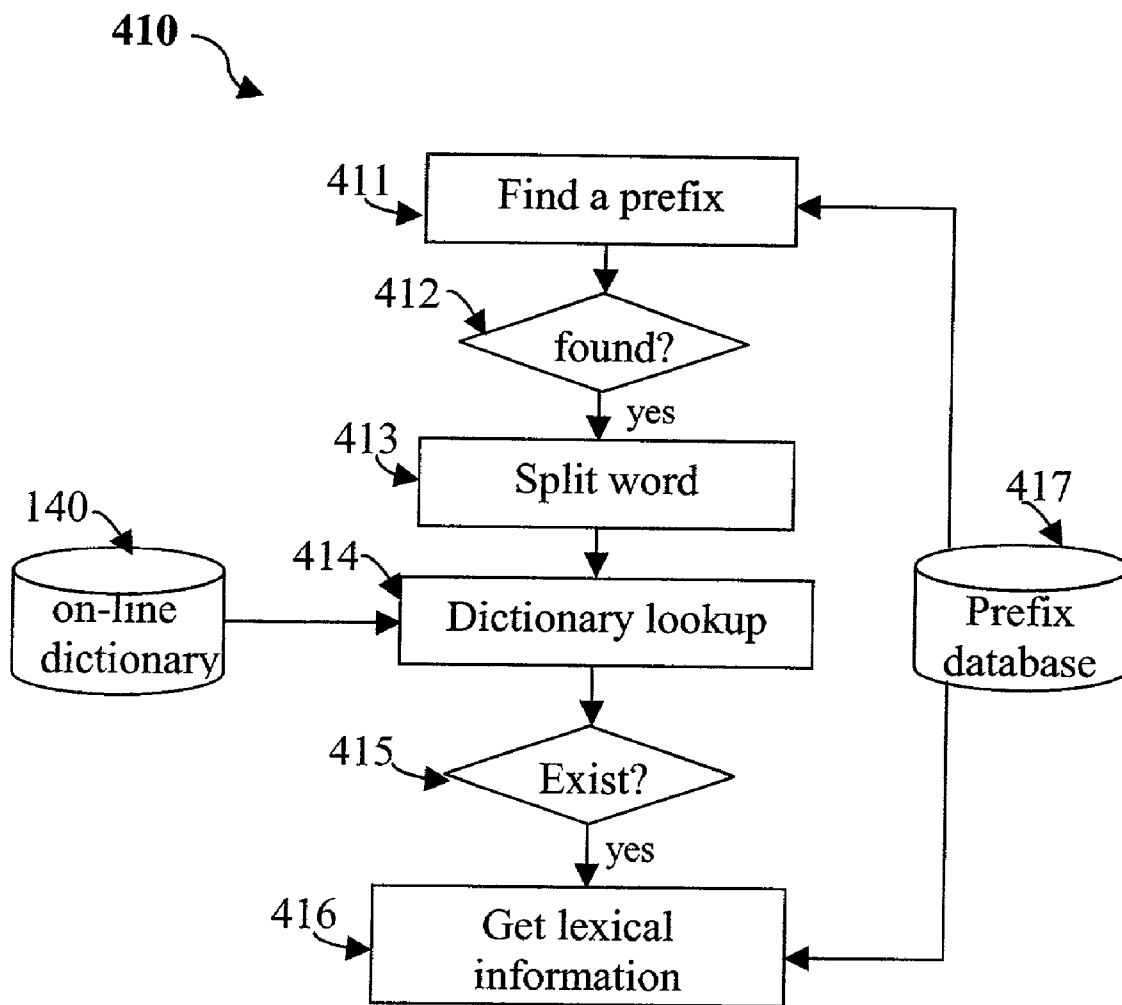 410
411
Find a prefix
412
found?
yes
413
Split word
417
140
414
on-line
dictionary
Dictionary lookup
Prefix
database
415
Exist?
yes
416
Get lexical
information